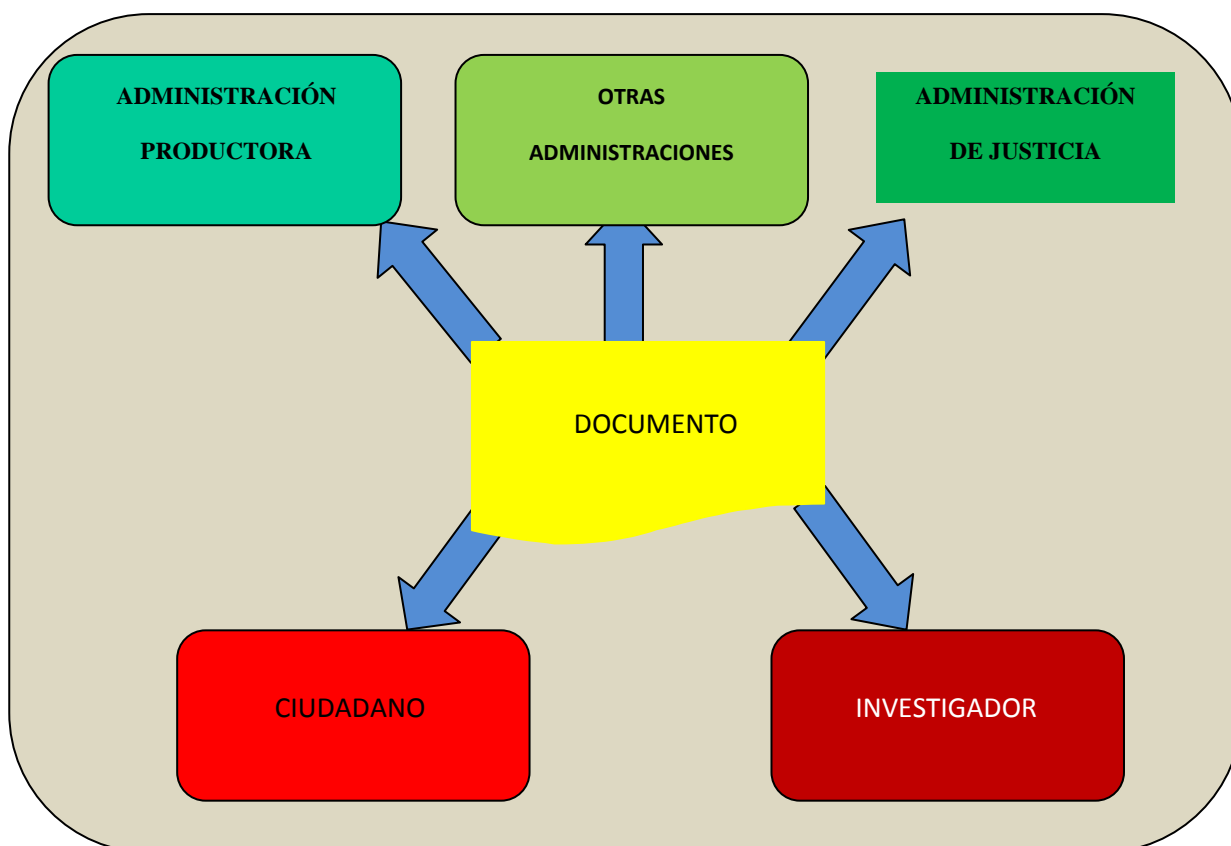 ADMINISTRACIÓN
PRODUCTORA
OTRAS
ADMINISTRACIONES
ADMINISTRACIÓN
DE JUSTICIA
DOCUMENTO
CIUDADANO
INVESTIGADOR